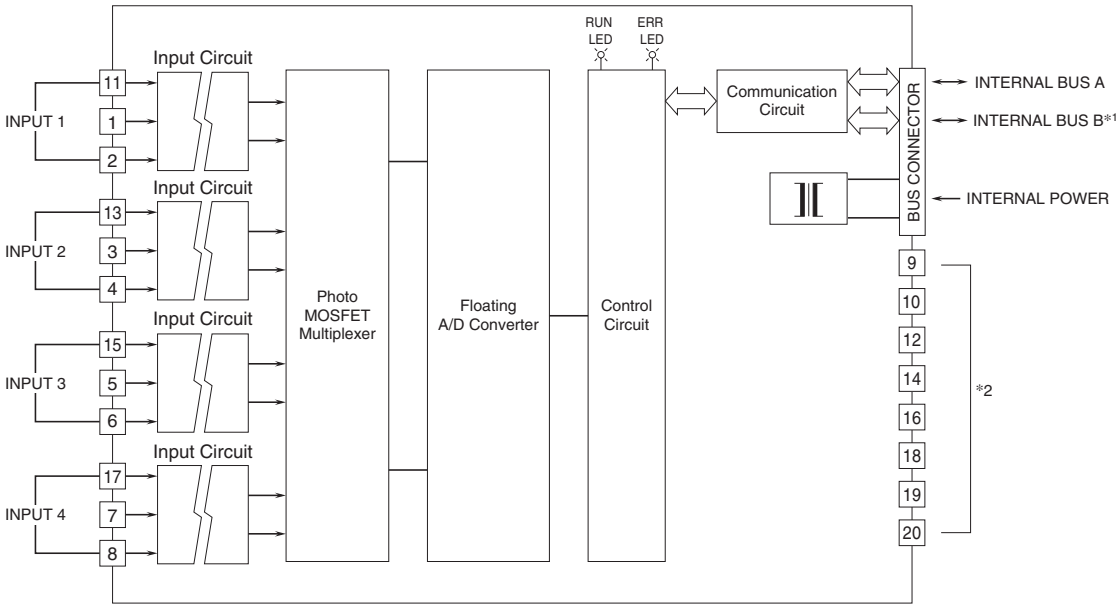 RUN
LED
ERR
LED
Input Circuit
11
INPUT 1
1
2
Input Circuit
13
INPUT 2
3
4
Input Circuit
15
INPUT 3
5
6
Input Circuit
17
INPUT 4
7
8
Photo
MOSFET
Multiplexer
Floating
A/D Converter
Control
Circuit
Communication
Circuit
BUS CONNECTOR
INTERNAL BUS A
INTERNAL BUS B*1
INTERNAL POWER
9
10
12
14
16
18
19
20
*2